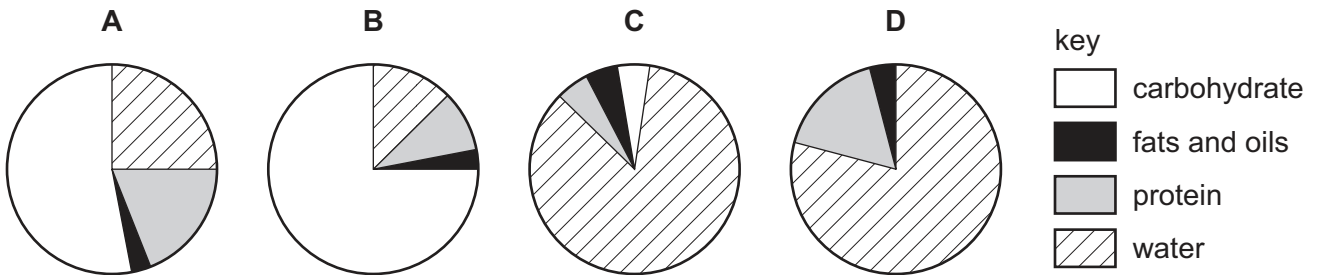 A B C D
key
carbohydrate
fats and oils
protein
water